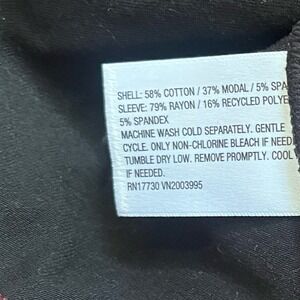 SHELL: 58% COTTON / 37% MODAL / 5% SPA
SLEEVE: 79% RAYON / 16% RECYCLED POLYE
5% SPANDEX
MACHINE WASH COLD SEPARATELY. GENTLE
CYCLE. ONLY NON-CHLORINE BLEACH IF NEED
TUMBLE DRY LOW. REMOVE PROMPTLY. COOL
IF NEEDED.
RN17730 VN2003995